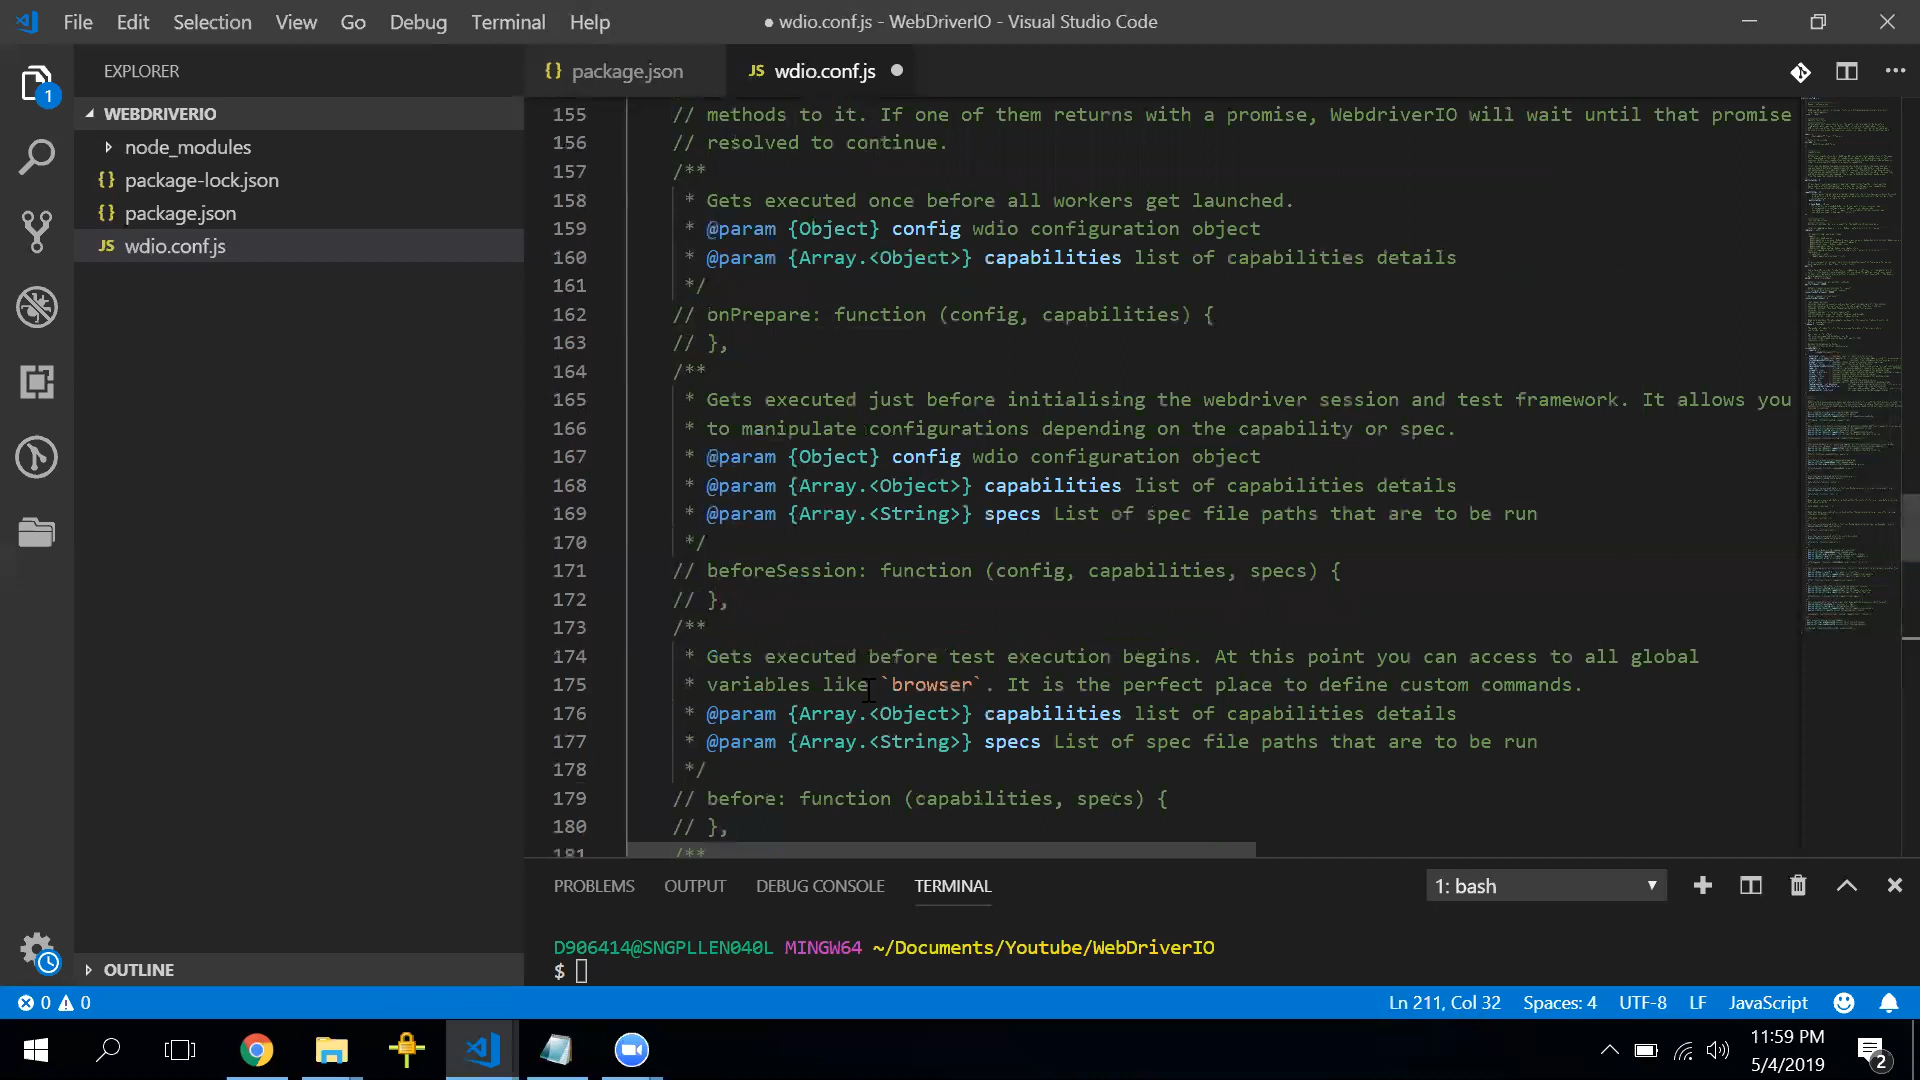 File Edit Selection View Go Debug Terminal Help
● wdio.conf.js - WebDriverIO - Visual Studio Code
EXPLORER
1
WEBDRIVERIO
node_modules
{} package-lock.json
{} package.json
JS wdio.conf.js
OUTLINE
{} package.json
JS wdio.conf.js
155 // methods to it. If one of them returns with a promise, WebdriverIO will wait until that promise
156 // resolved to continue.
157 /**
158 * Gets executed once before all workers get launched.
159 * @param {Object} config wdio configuration object
160 * @param {Array.<Object>} capabilities list of capabilities details
161 */
162 // onPrepare: function (config, capabilities) {
163 // },
164 /**
165 * Gets executed just before initialising the webdriver session and test framework. It allows you
166 * to manipulate configurations depending on the capability or spec.
167 * @param {Object} config wdio configuration object
168 * @param {Array.<Object>} capabilities list of capabilities details
169 * @param {Array.<String>} specs List of spec file paths that are to be run
170 */
171 // beforeSession: function (config, capabilities, specs) {
172 // },
173 /**
174 * Gets executed before test execution begins. At this point you can access to all global
175 * variables like `browser`. It is the perfect place to define custom commands.
176 * @param {Array.<Object>} capabilities list of capabilities details
177 * @param {Array.<String>} specs List of spec file paths that are to be run
178 */
179 // before: function (capabilities, specs) {
180 // },
181 /**
PROBLEMS OUTPUT DEBUG CONSOLE TERMINAL
1: bash
D906414@SNGPLLEN040L MINGW64 ~/Documents/Youtube/WebDriverIO
$
0 0
Ln 211, Col 32 Spaces: 4 UTF-8 LF JavaScript
11:59 PM
5/4/2019
2